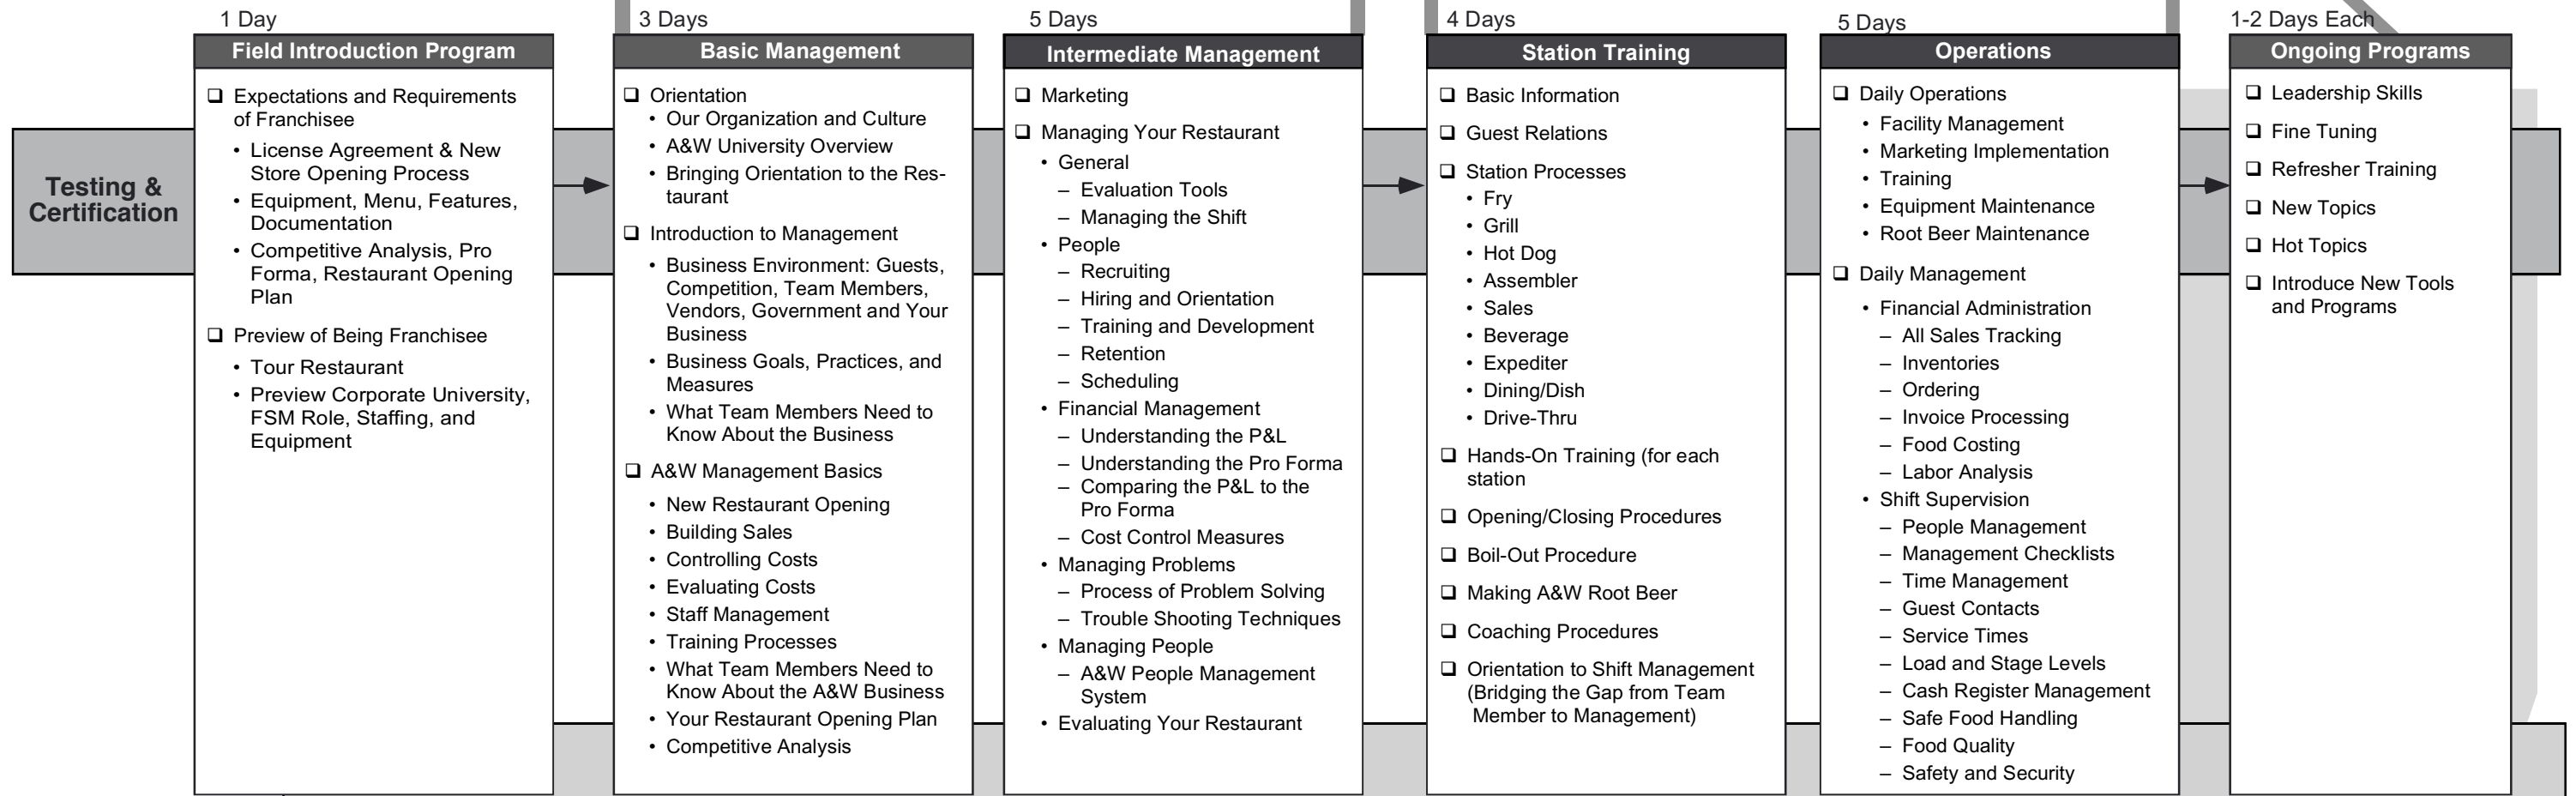 Testing &
Certification
1 Day
Field Introduction Program
❑ Expectations and Requirements
of Franchisee
• License Agreement & New
Store Opening Process
• Equipment, Menu, Features,
Documentation
• Competitive Analysis, Pro
Forma, Restaurant Opening
Plan
❑ Preview of Being Franchisee
• Tour Restaurant
• Preview Corporate University,
FSM Role, Staffing, and
Equipment
3 Days
Basic Management
❑ Orientation
• Our Organization and Culture
• A&W University Overview
• Bringing Orientation to the Res-
taurant
❑ Introduction to Management
• Business Environment: Guests,
Competition, Team Members,
Vendors, Government and Your
Business
• Business Goals, Practices, and
Measures
• What Team Members Need to
Know About the Business
❑ A&W Management Basics
• New Restaurant Opening
• Building Sales
• Controlling Costs
• Evaluating Costs
• Staff Management
• Training Processes
• What Team Members Need to
Know About the A&W Business
• Your Restaurant Opening Plan
• Competitive Analysis
5 Days
Intermediate Management
❑ Marketing
❑ Managing Your Restaurant
• General
– Evaluation Tools
– Managing the Shift
• People
– Recruiting
– Hiring and Orientation
– Training and Development
– Retention
– Scheduling
• Financial Management
– Understanding the P&L
– Understanding the Pro Forma
– Comparing the P&L to the
Pro Forma
– Cost Control Measures
• Managing Problems
– Process of Problem Solving
– Trouble Shooting Techniques
• Managing People
– A&W People Management
System
• Evaluating Your Restaurant
4 Days
Station Training
❑ Basic Information
❑ Guest Relations
❑ Station Processes
• Fry
• Grill
• Hot Dog
• Assembler
• Sales
• Beverage
• Expediter
• Dining/Dish
• Drive-Thru
❑ Hands-On Training (for each
station
❑ Opening/Closing Procedures
❑ Boil-Out Procedure
❑ Making A&W Root Beer
❑ Coaching Procedures
❑ Orientation to Shift Management
(Bridging the Gap from Team
Member to Management)
5 Days
Operations
❑ Daily Operations
• Facility Management
• Marketing Implementation
• Training
• Equipment Maintenance
• Root Beer Maintenance
❑ Daily Management
• Financial Administration
– All Sales Tracking
– Inventories
– Ordering
– Invoice Processing
– Food Costing
– Labor Analysis
• Shift Supervision
– People Management
– Management Checklists
– Time Management
– Guest Contacts
– Service Times
– Load and Stage Levels
– Cash Register Management
– Safe Food Handling
– Food Quality
– Safety and Security
1-2 Days Each
Ongoing Programs
❑ Leadership Skills
❑ Fine Tuning
❑ Refresher Training
❑ New Topics
❑ Hot Topics
❑ Introduce New Tools
and Programs